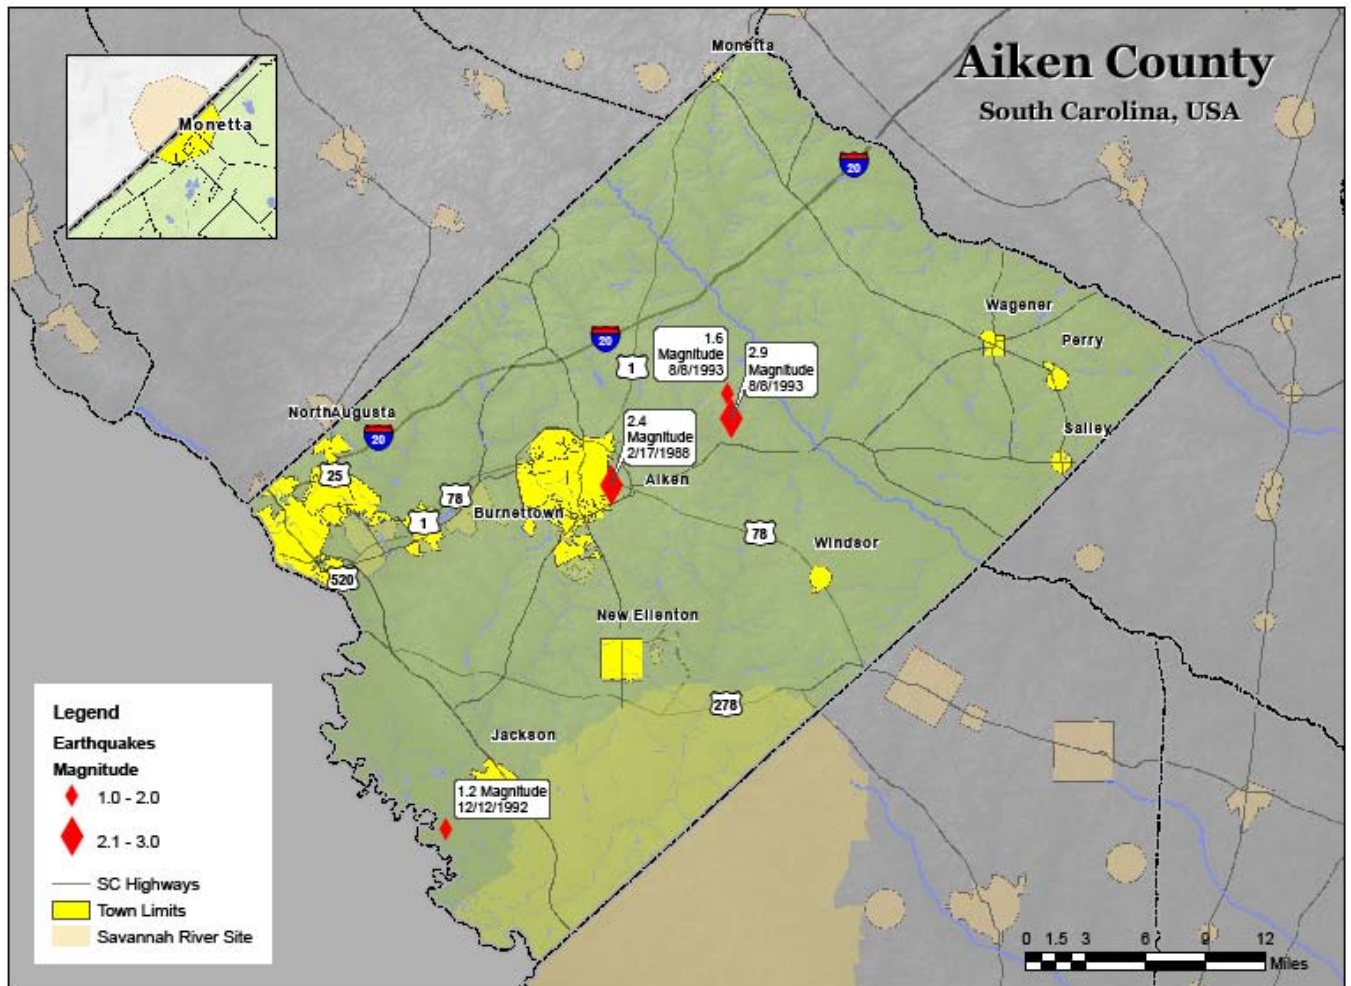 Aiken County
South Carolina, USA
Monetta
Monetta
20
Wagener
Perry
20
1
1.6
Magnitude
8/8/1993
2.9
Magnitude
8/8/1993
NorthAugusta
20
2.4
Magnitude
2/17/1988
Salley
25
78
Aiken
1
Burnettown
78
Windsor
520
New Ellenton
278
Jackson
1.2 Magnitude
12/12/1992
Legend
Earthquakes
Magnitude
1.0 - 2.0
2.1 - 3.0
SC Highways
Town Limits
Savannah River Site
0 1.5 3 6 9 12
Miles